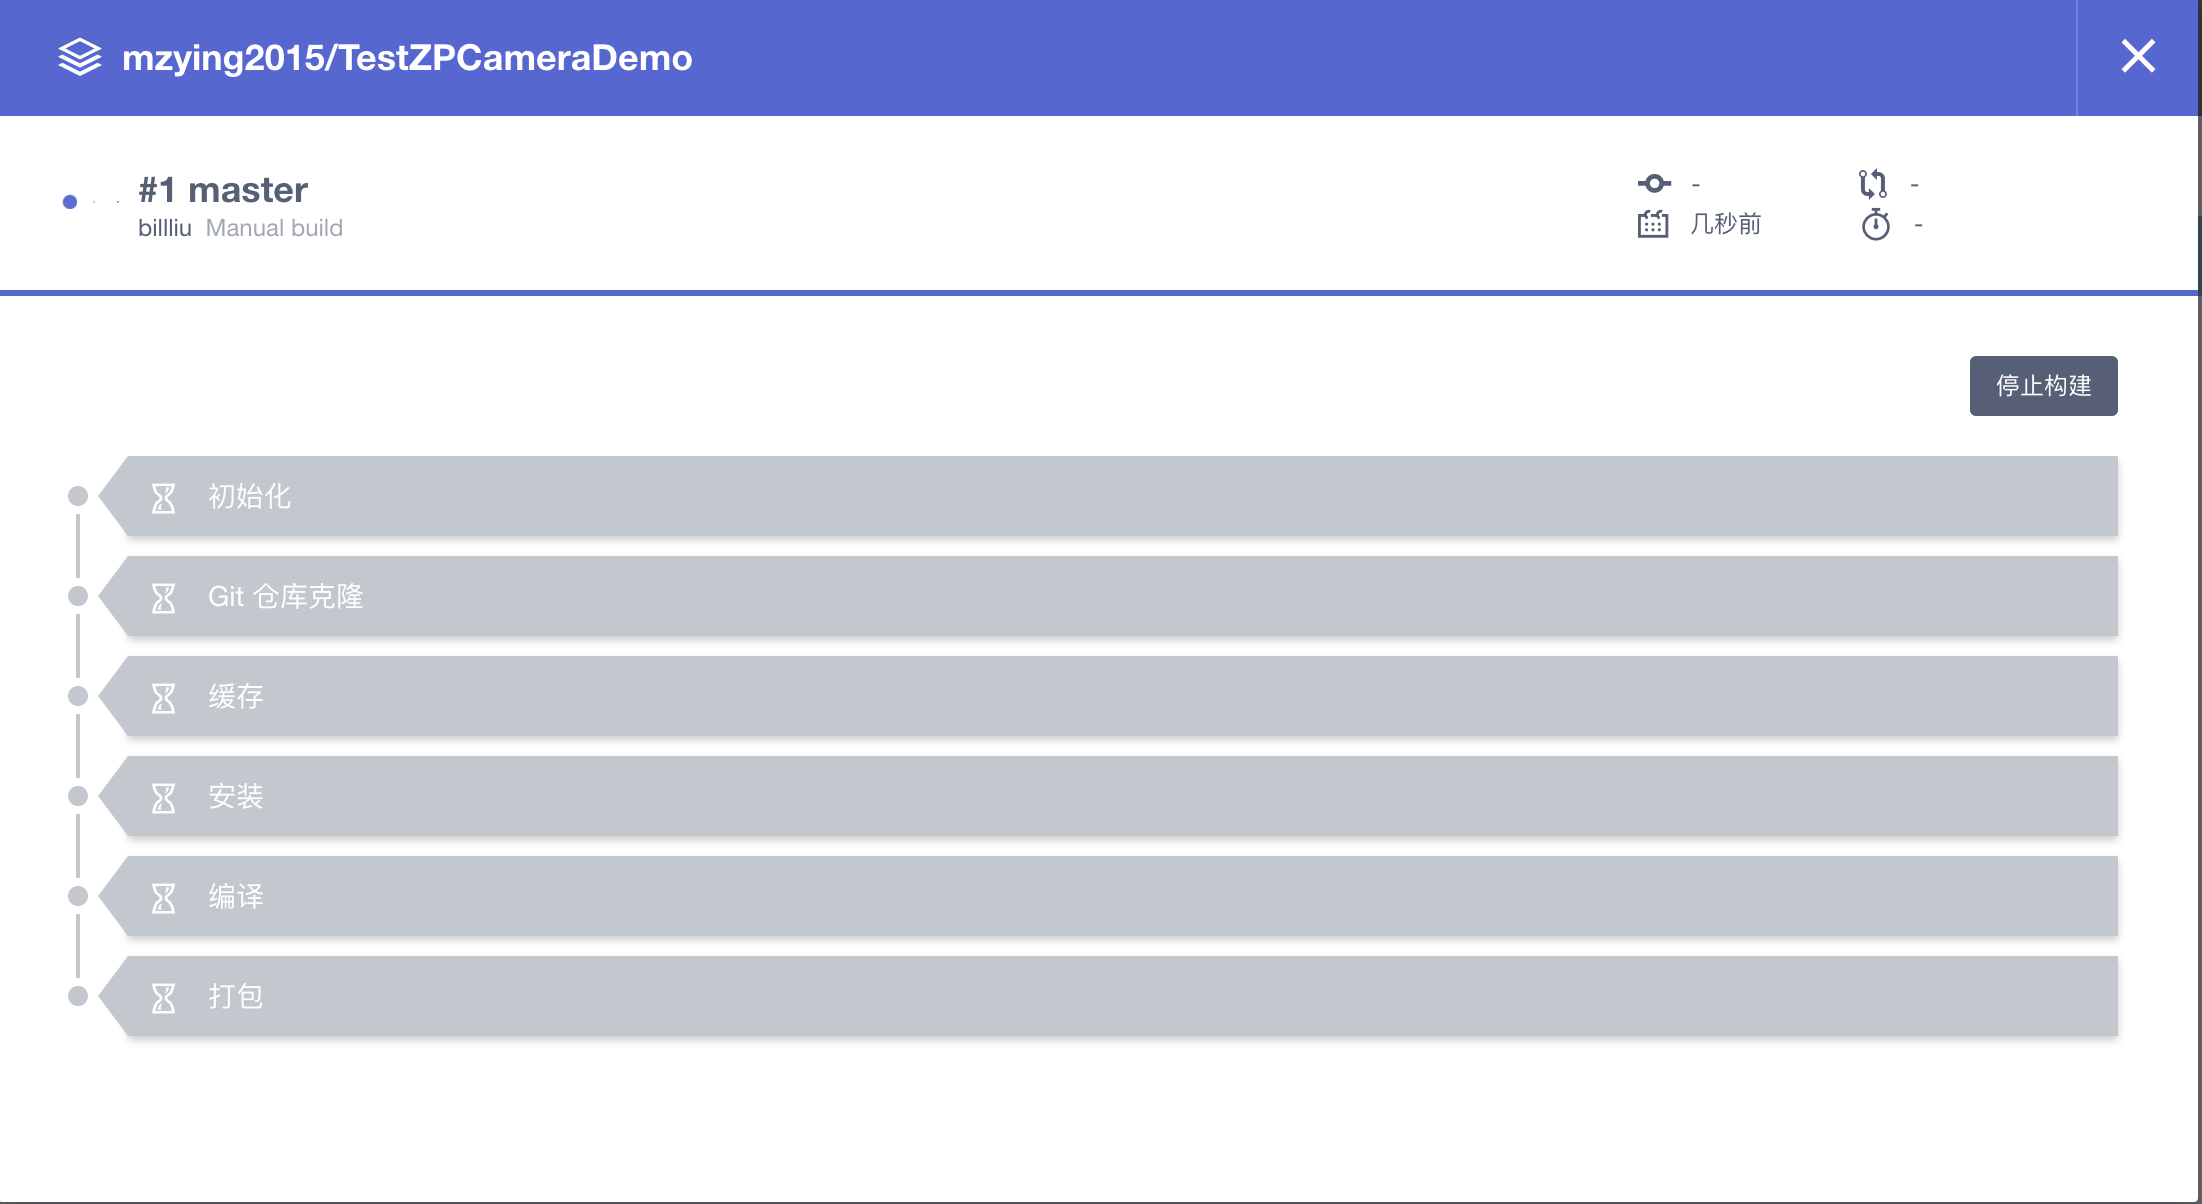 mzying2015/TestZPCameraDemo
#1 master
billliu Manual build
-
-
几秒前
-
停止构建
初始化
Git 仓库克隆
缓存
安装
编译
打包